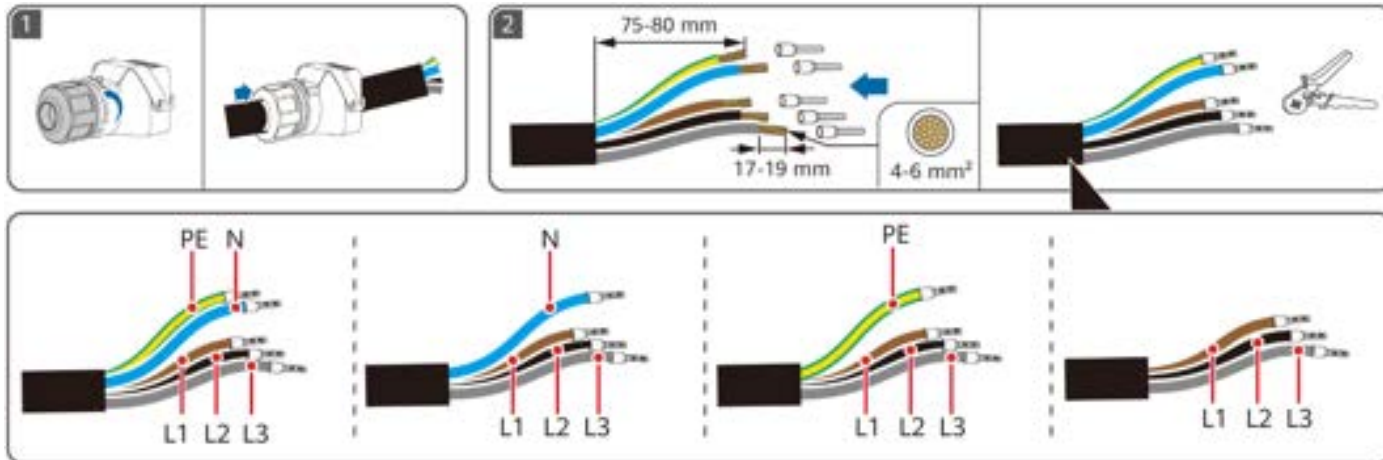 1
2
75-80 mm
17-19 mm
4-6 mm²
PE N
L1 L2 L3
N
L1 L2 L3
PE
L1 L2 L3
L1 L2 L3